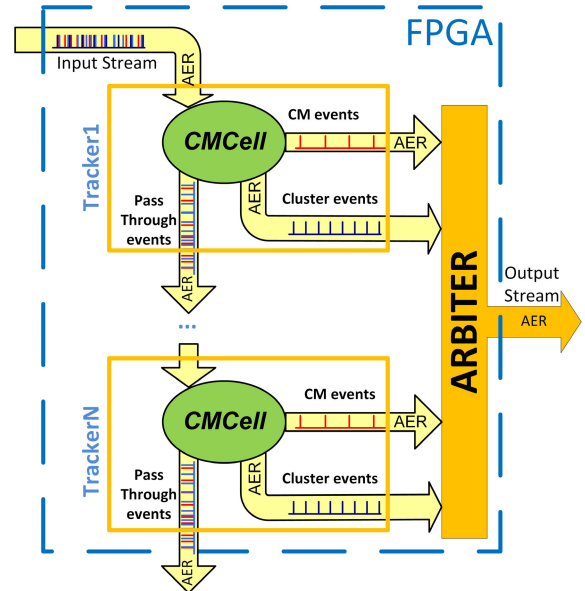 FPGA
Input Stream
AER
Tracker1
CMCell
CM events
AER
Pass
Through
events
AER
Cluster events
AER
...
ARBITER
Output
Stream
AER
TrackerN
CMCell
CM events
AER
Pass
Through
events
AER
Cluster events
AER